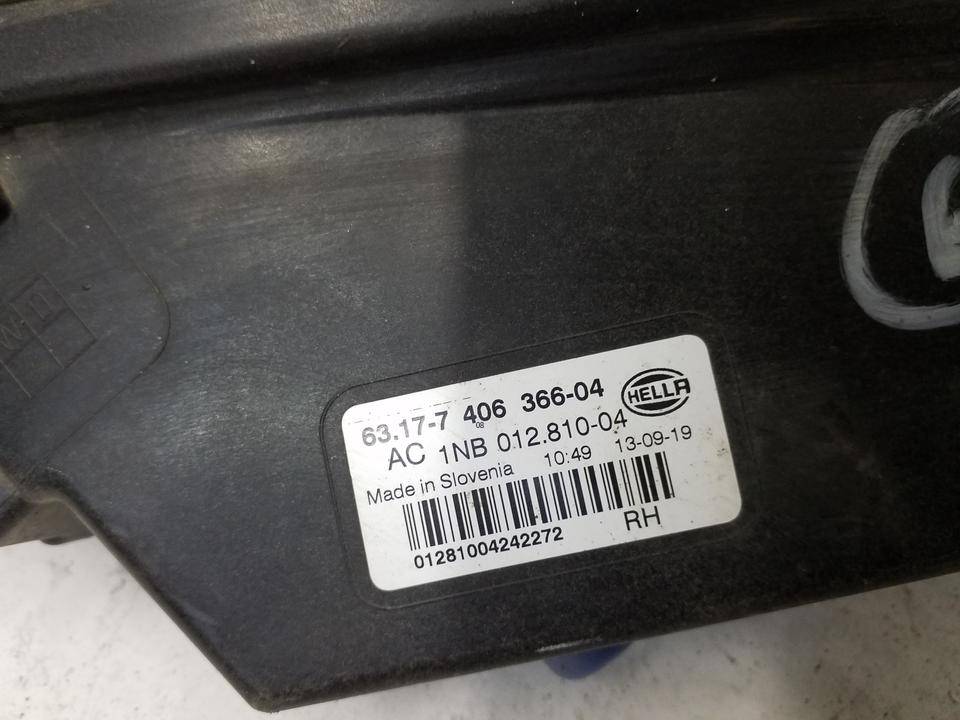 63.17-7 406 366-04
08
HELLA
AC 1NB 012.810-04
Made in Slovenia 10:49 13-09-19
RH
01281004242272